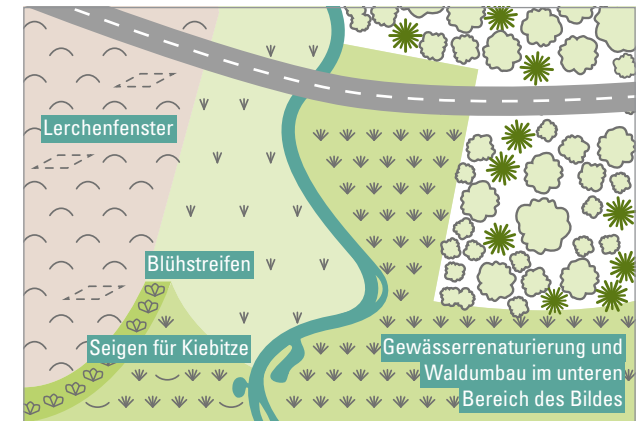 Lerchenfenster
Blühstreifen
Seigen für Kiebitze
Gewässerrenaturierung und
Waldumbau im unteren
Bereich des Bildes